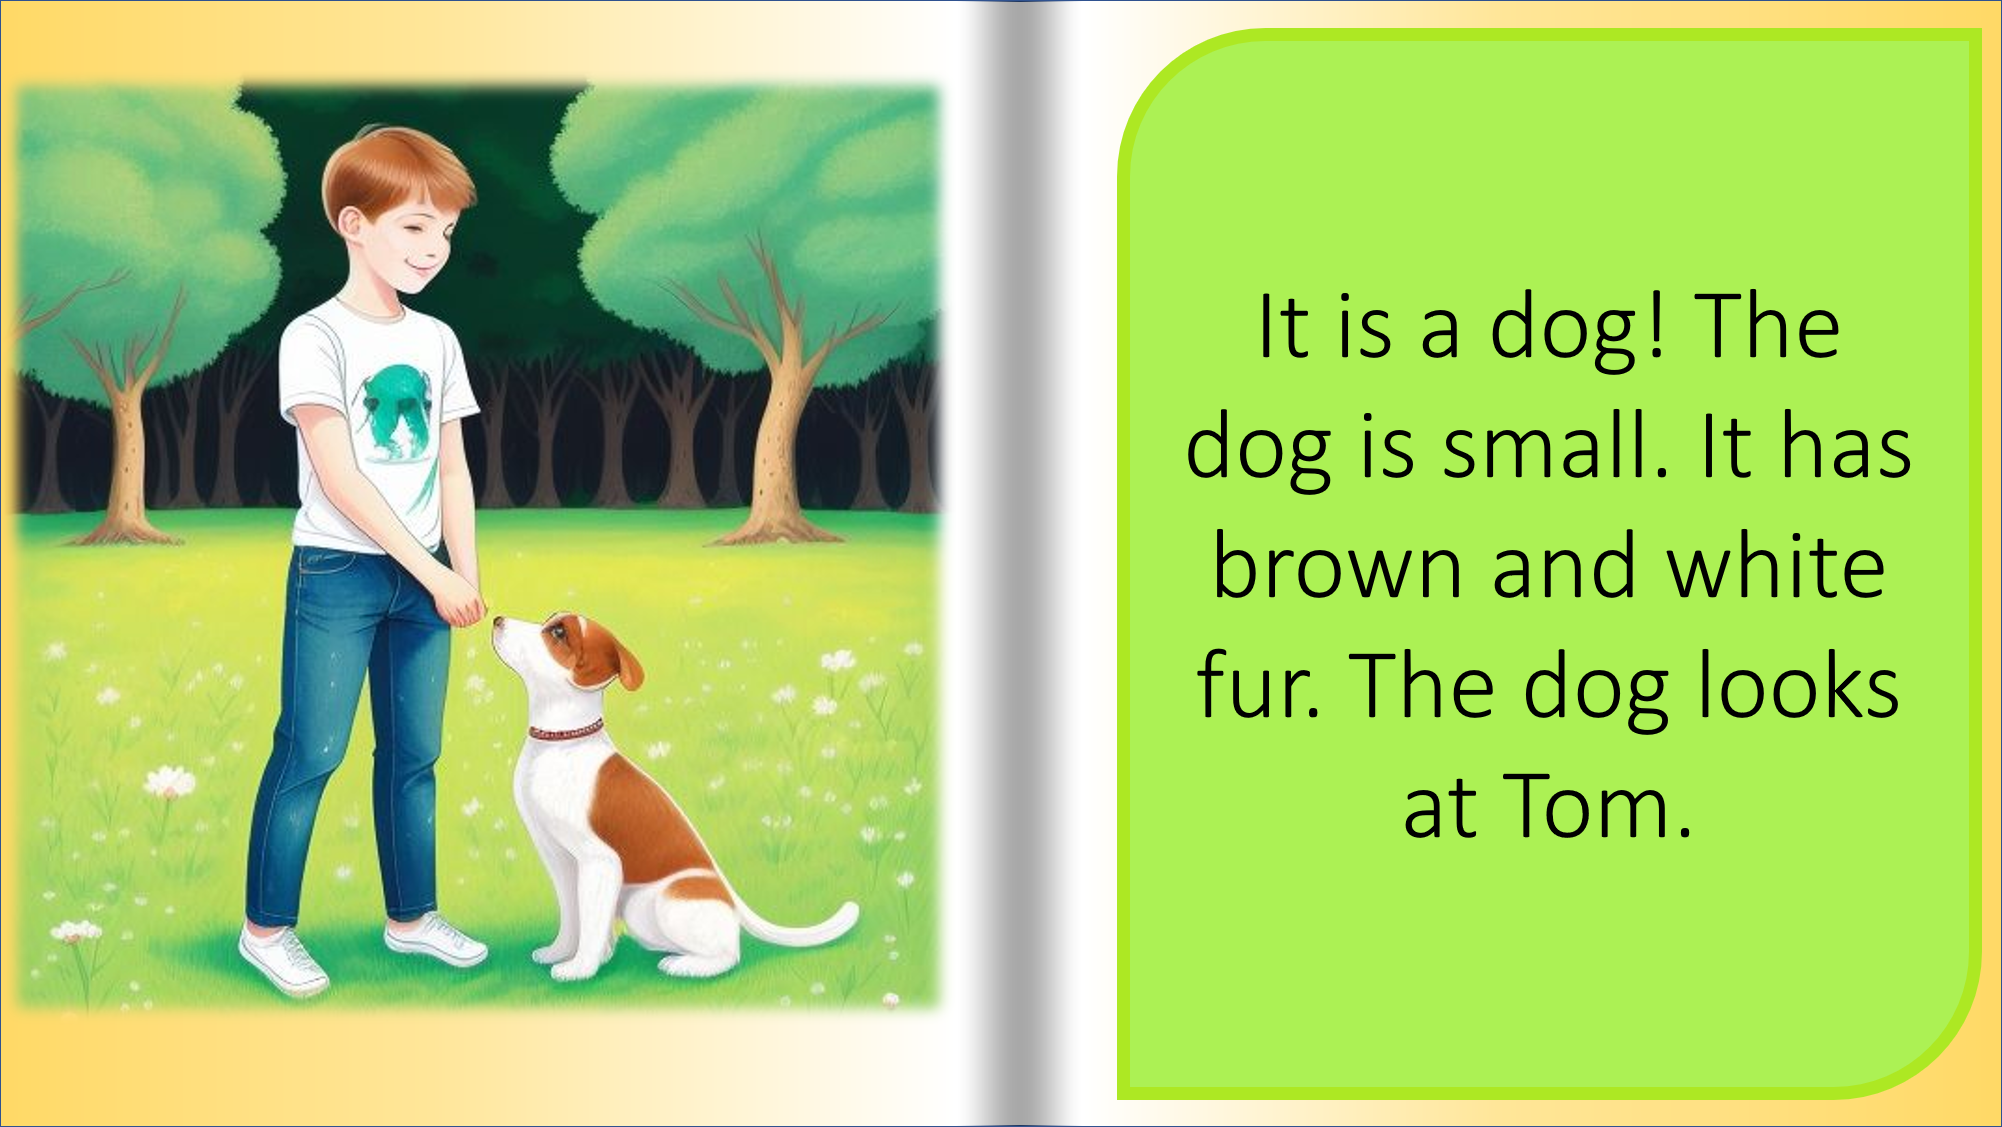 It is a dog! The
dog is small. It has
brown and white
fur. The dog looks
at Tom.